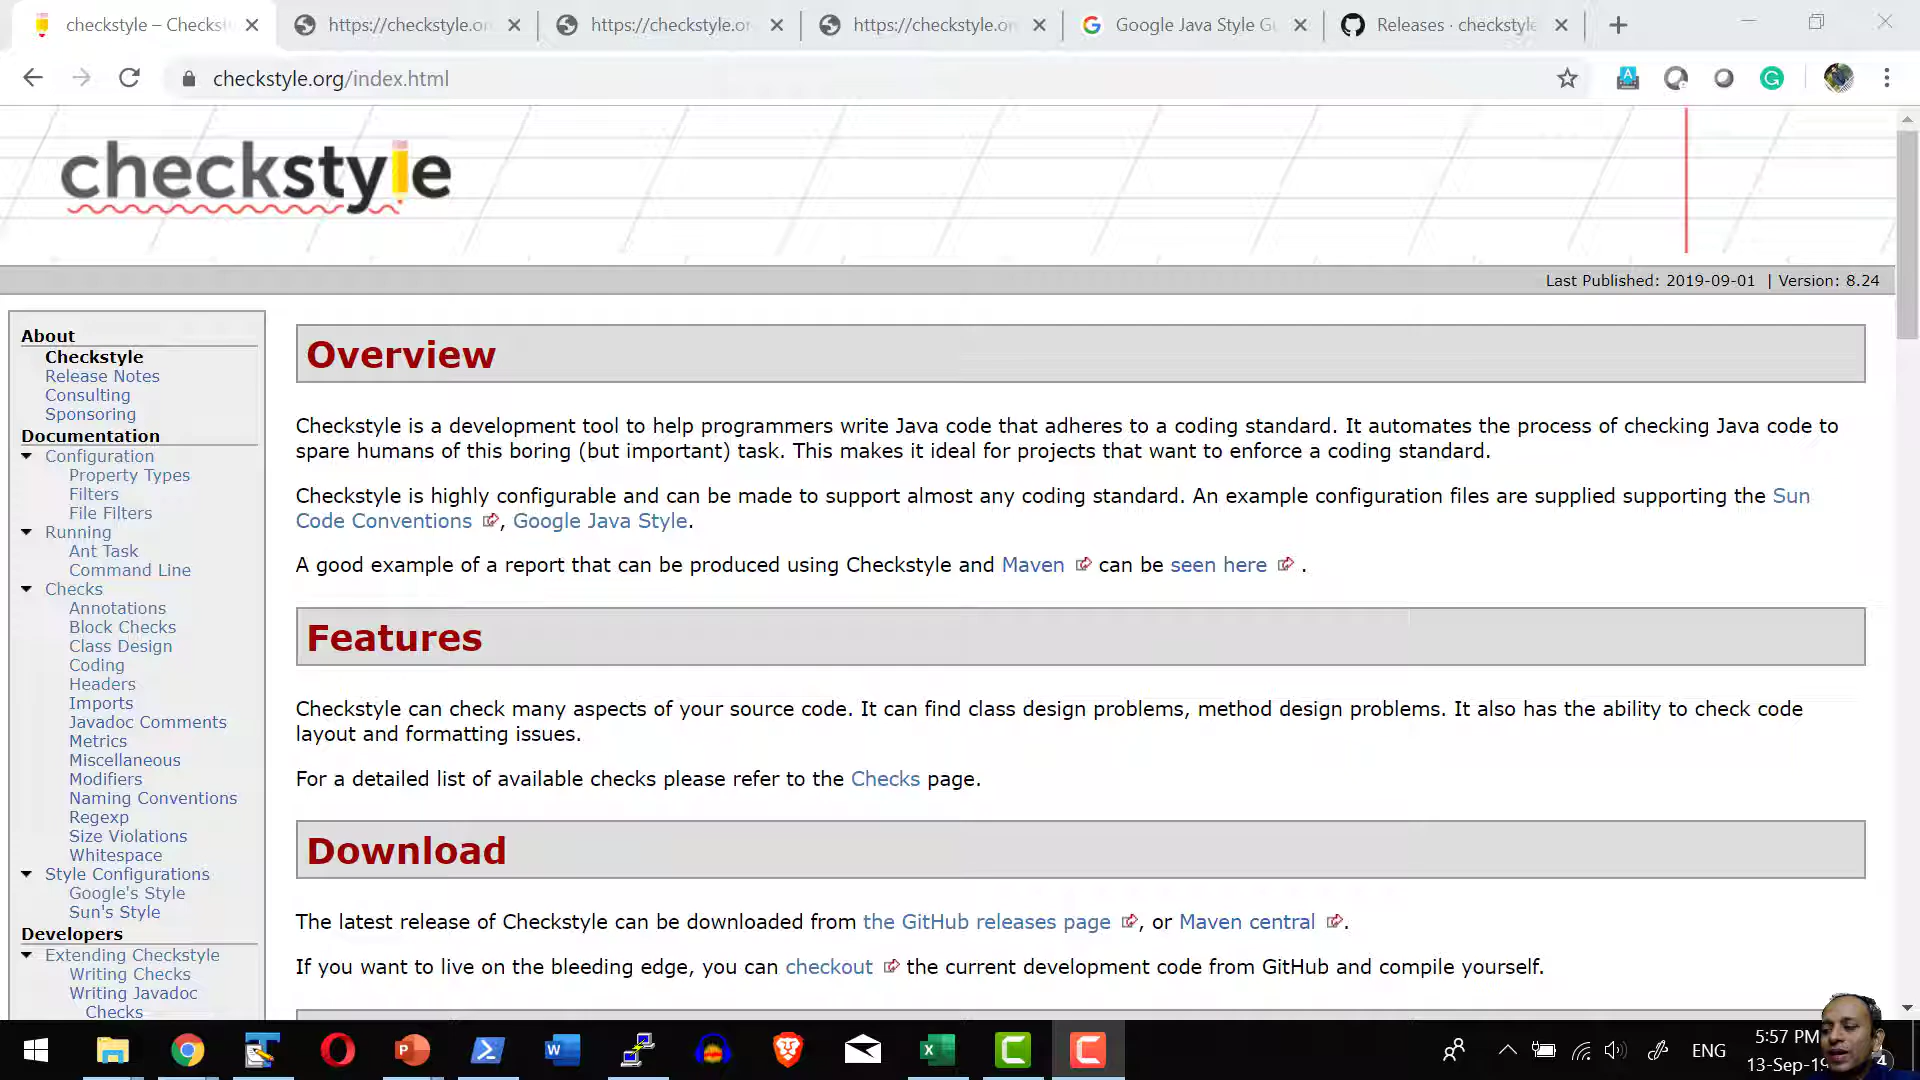 checkstyle – Checkst
https://checkstyle.or
https://checkstyle.or
https://checkstyle.or
Google Java Style Gu
Releases · checkstyle
checkstyle.org/index.html
checkstyle
Last Published: 2019-09-01 | Version: 8.24
About
Checkstyle
Release Notes
Consulting
Sponsoring
Documentation
Configuration
Property Types
Filters
File Filters
Running
Ant Task
Command Line
Checks
Annotations
Block Checks
Class Design
Coding
Headers
Imports
Javadoc Comments
Metrics
Miscellaneous
Modifiers
Naming Conventions
Regexp
Size Violations
Whitespace
Style Configurations
Google's Style
Sun's Style
Developers
Extending Checkstyle
Writing Checks
Writing Javadoc
Checks
Overview
Checkstyle is a development tool to help programmers write Java code that adheres to a coding standard. It automates the process of checking Java code to
spare humans of this boring (but important) task. This makes it ideal for projects that want to enforce a coding standard.
Checkstyle is highly configurable and can be made to support almost any coding standard. An example configuration files are supplied supporting the Sun
Code Conventions , Google Java Style.
A good example of a report that can be produced using Checkstyle and Maven can be seen here .
Features
Checkstyle can check many aspects of your source code. It can find class design problems, method design problems. It also has the ability to check code
layout and formatting issues.
For a detailed list of available checks please refer to the Checks page.
Download
The latest release of Checkstyle can be downloaded from the GitHub releases page , or Maven central .
If you want to live on the bleeding edge, you can checkout the current development code from GitHub and compile yourself.
ENG
5:57 PM
13-Sep-19
4